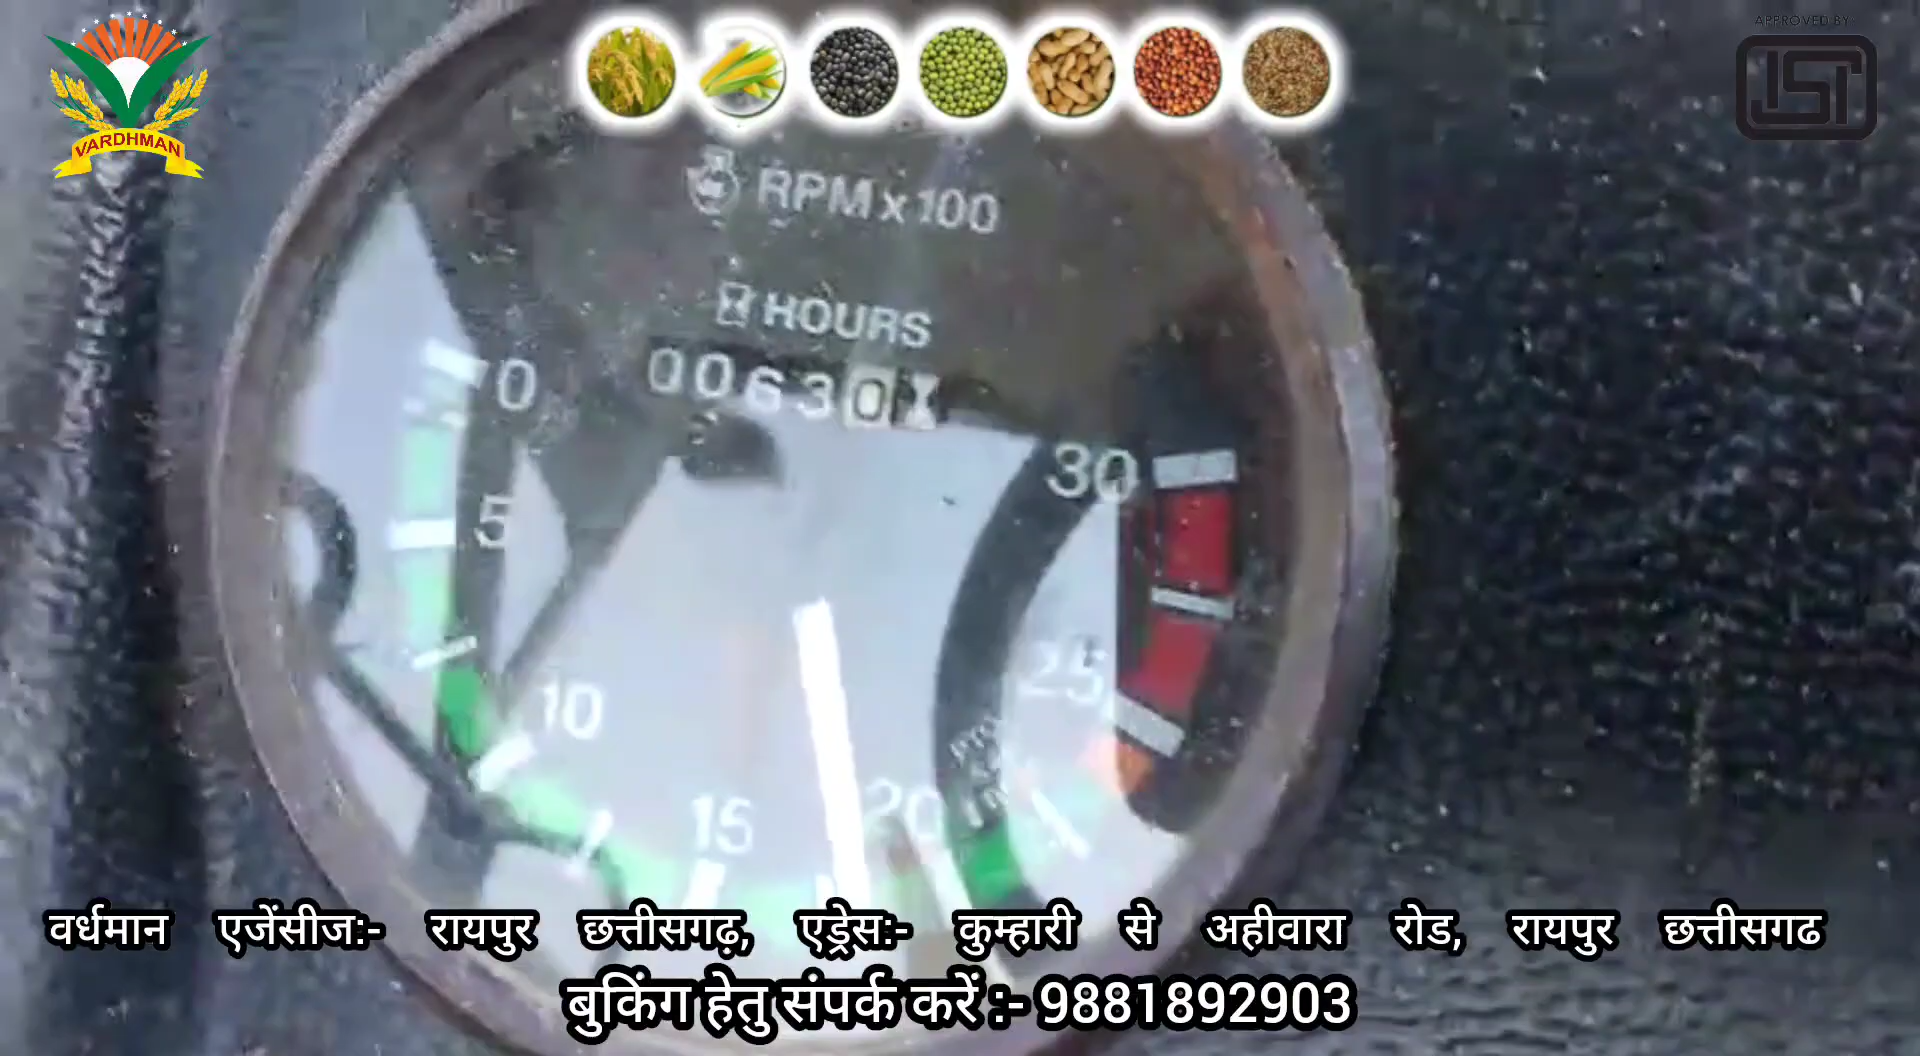 APPROVED BY:
ISI
VARDHMAN
RPM x 100
HOURS
00630
0
5
10
15
20
25
30
वर्धमान एजेंसीज:- रायपुर छत्तीसगढ़, एड्रेस:- कुम्हारी से अहीवारा रोड, रायपुर छत्तीसगढ
बुकिंग हेतु संपर्क करें :- 9881892903